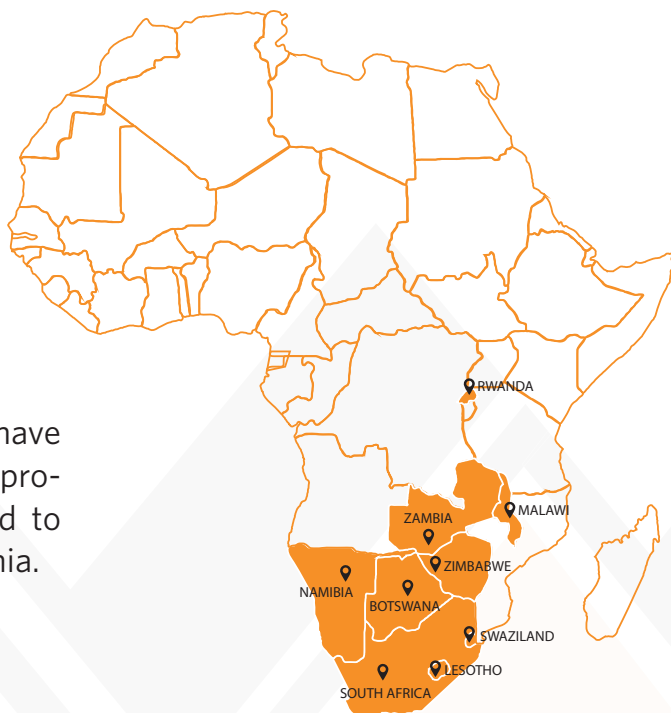 have
pro-
d to
nia.
RWANDA
MALAWI
ZAMBIA
ZIMBABWE
NAMIBIA
BOTSWANA
SWAZILAND
LESOTHO
SOUTH AFRICA